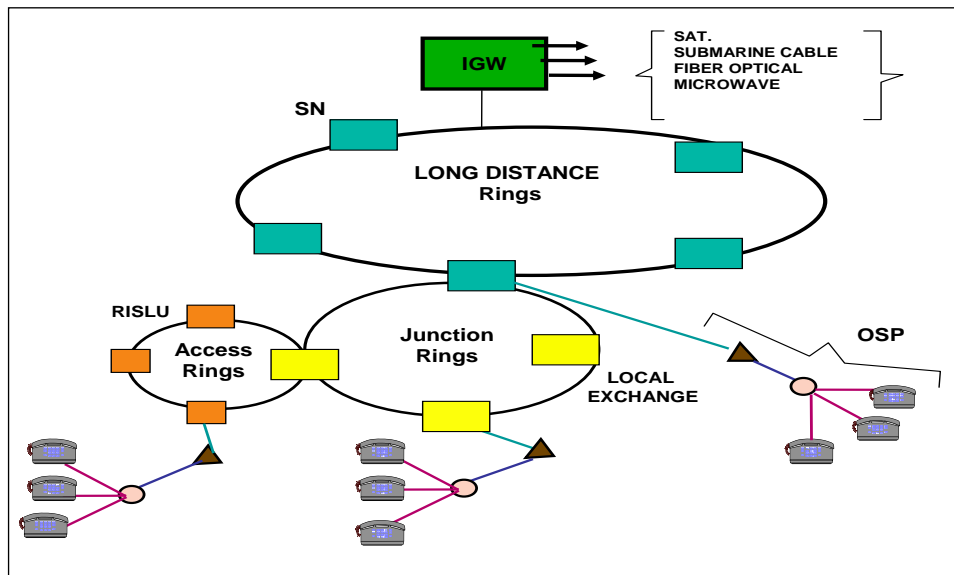 SAT.
SUBMARINE CABLE
FIBER OPTICAL
MICROWAVE
IGW
SN
LONG DISTANCE
Rings
RISLU
Access
Rings
Junction
Rings
LOCAL
EXCHANGE
OSP